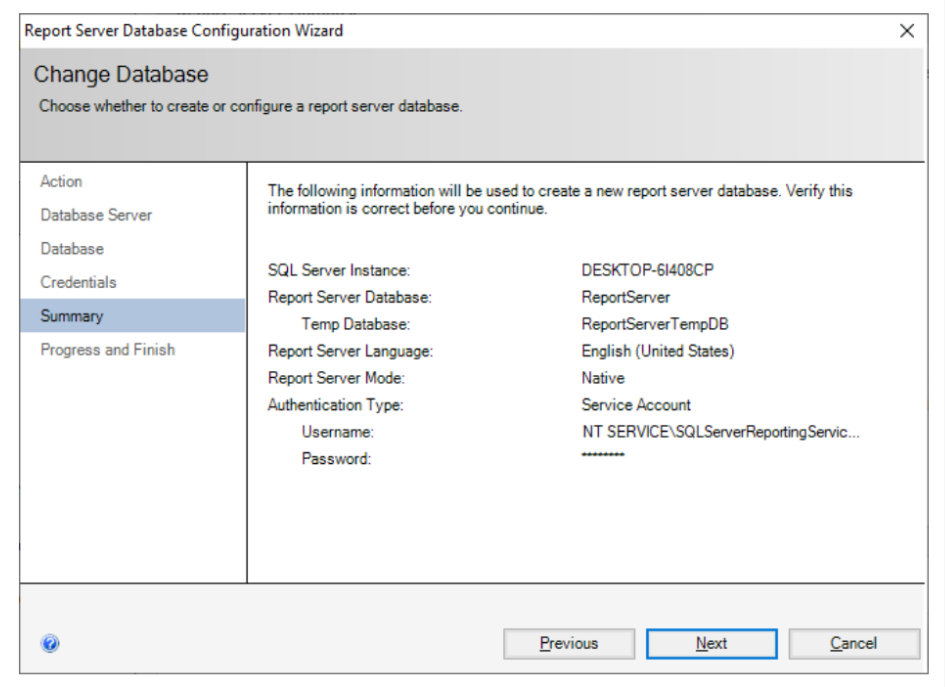 Report Server Database Configuration Wizard
Change Database
Choose whether to create or configure a report server database.
Action
Database Server
Database
Credentials
Summary
Progress and Finish
The following information will be used to create a new report server database. Verify this
information is correct before you continue.
SQL Server Instance: DESKTOP-6I408CP
Report Server Database: ReportServer
Temp Database: ReportServerTempDB
Report Server Language: English (United States)
Report Server Mode: Native
Authentication Type: Service Account
Username: NT SERVICE\SQLServerReportingServic...
Password: ********
Previous Next Cancel